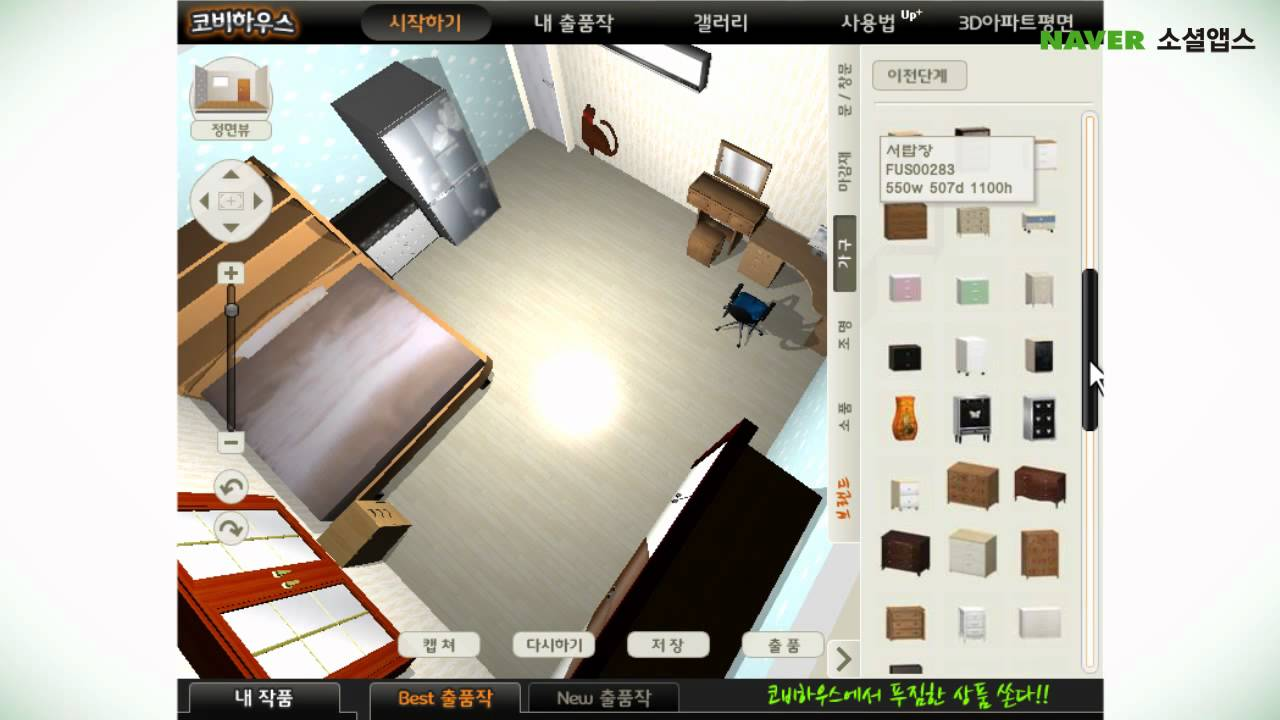 코비하우스
시작하기
내 출품작
갤러리
사용법 Up+
3D아파트평면
NAVER 소셜앱스
정면뷰
문/창문
마감재
가구
조명
소품
브랜드
이전단계
서랍장
FUS00283
550w 507d 1100h
캡쳐
다시하기
저장
출품
내 작품
Best 출품작
New 출품작
코비하우스에서 푸짐한 상품 쏜다!!